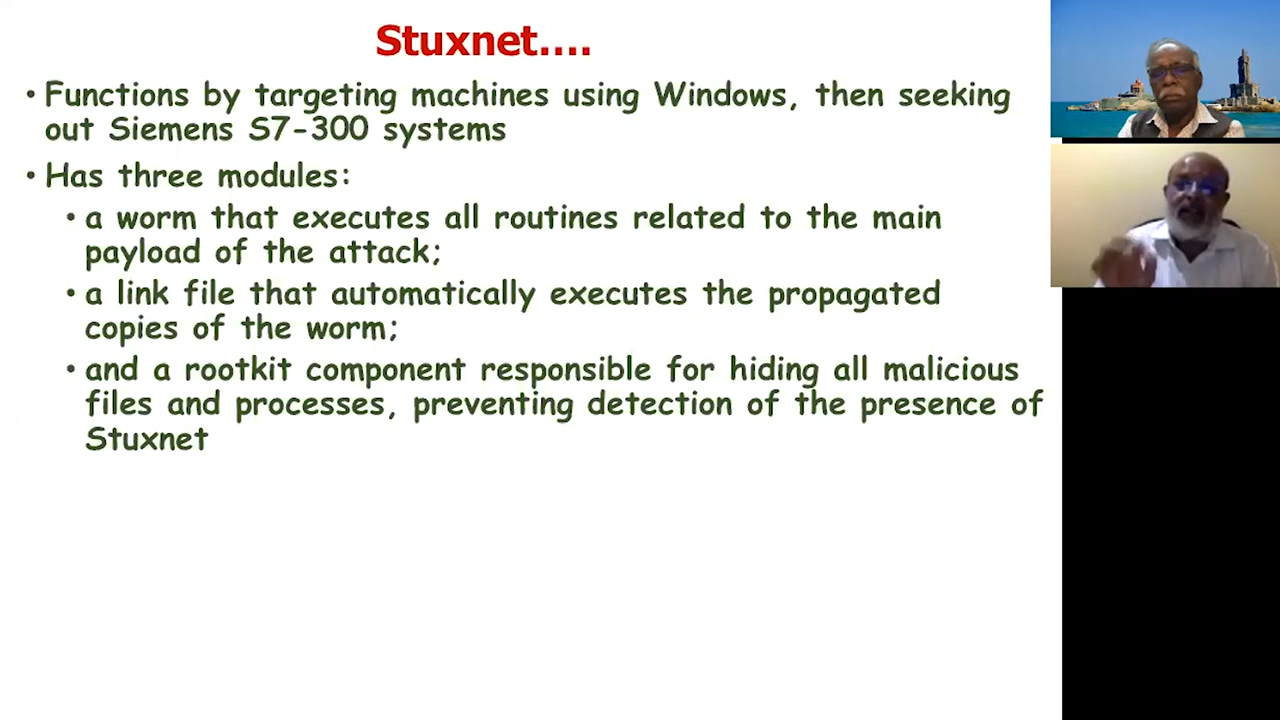 Stuxnet....
• Functions by targeting machines using Windows, then seeking
out Siemens S7-300 systems
• Has three modules:
• a worm that executes all routines related to the main
payload of the attack;
• a link file that automatically executes the propagated
copies of the worm;
• and a rootkit component responsible for hiding all malicious
files and processes, preventing detection of the presence of
Stuxnet